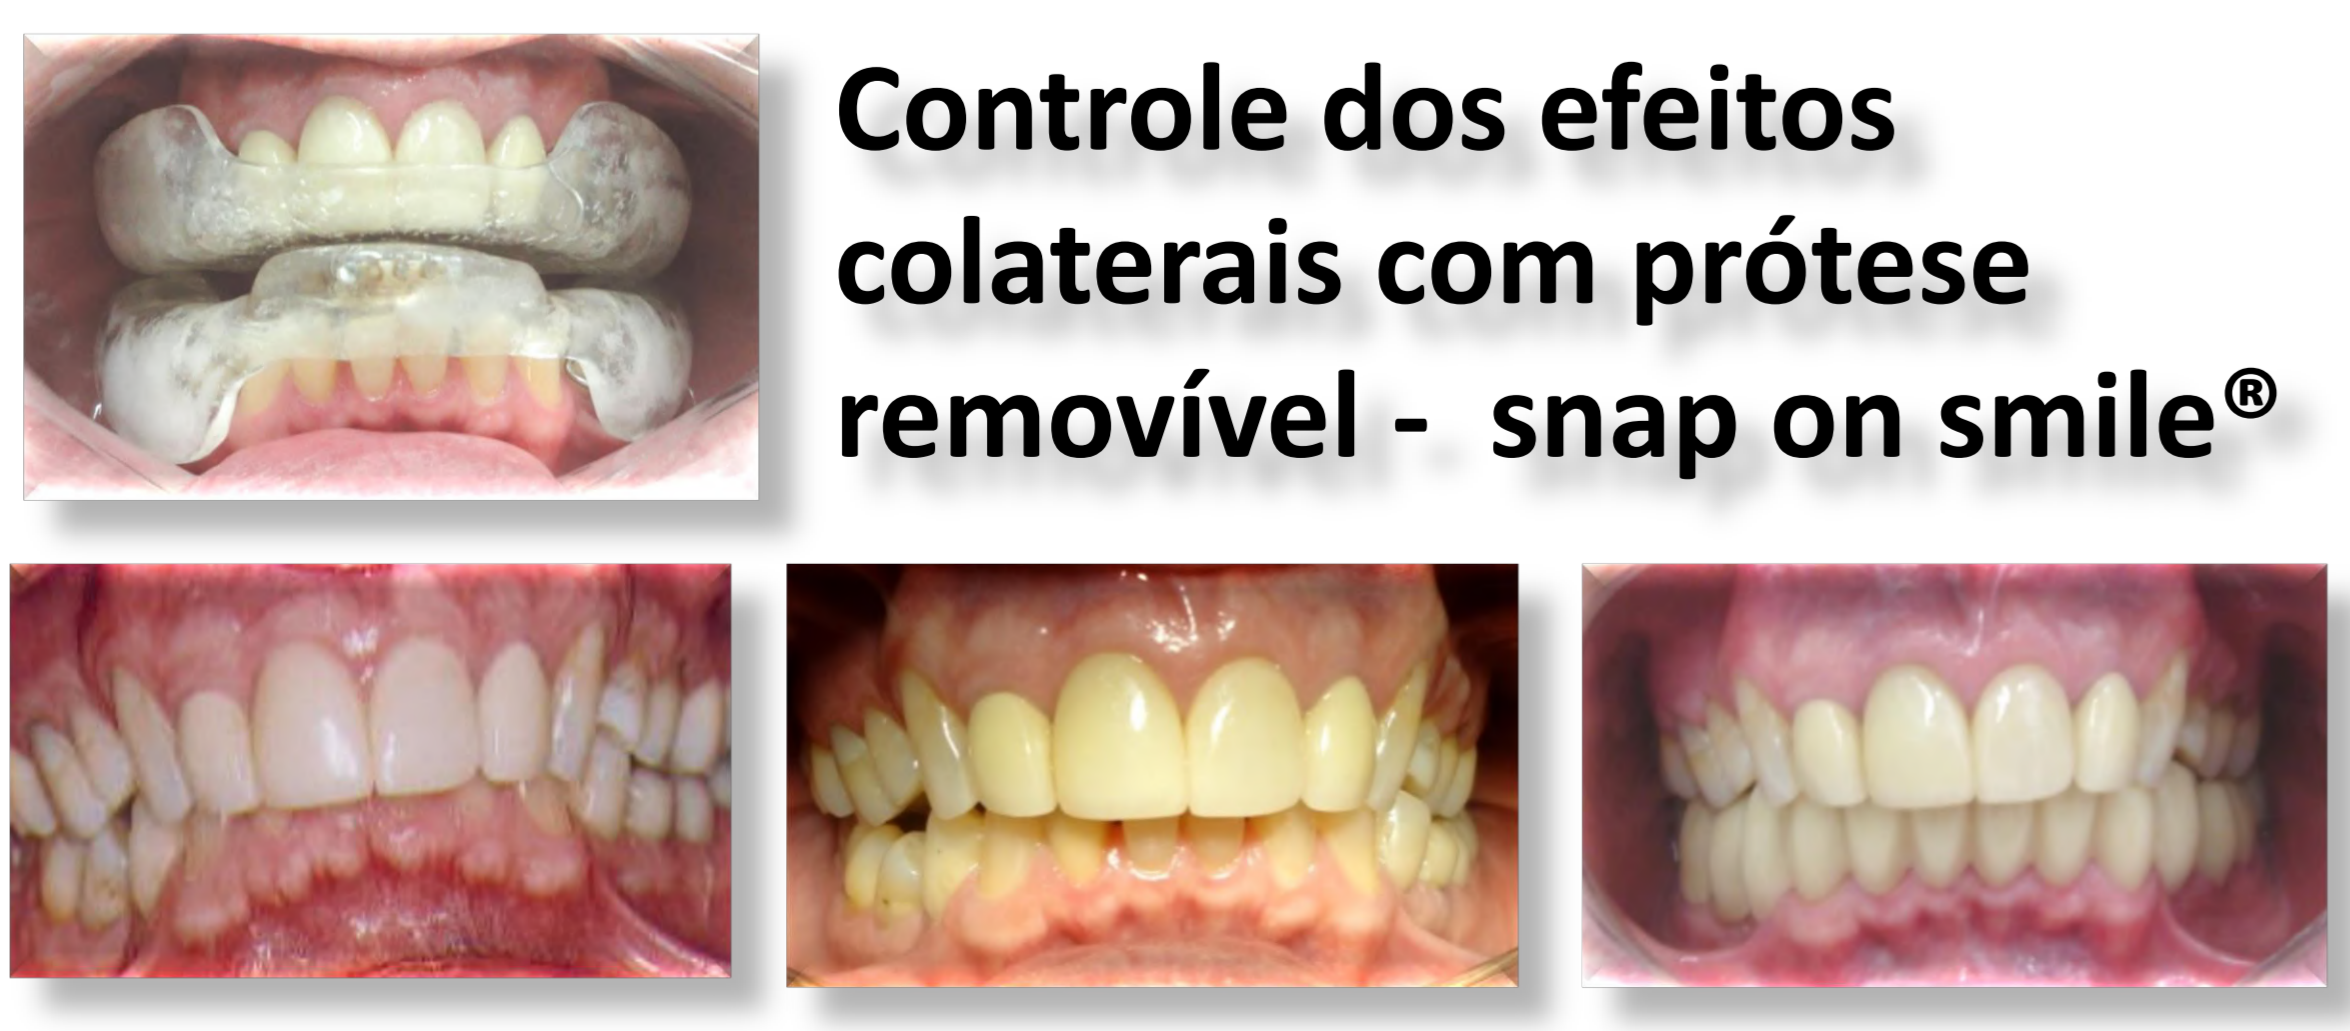 Controle dos efeitos
colaterais com prótese
removível -  snap on smile®